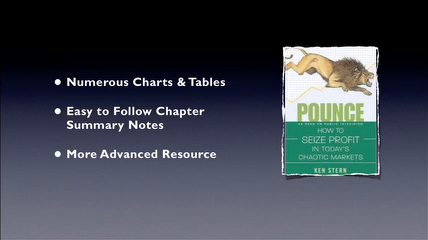 Numerous Charts & Tables
Easy to Follow Chapter
Summary Notes
More Advanced Resource
POUNCE
HOW TO
SEIZE PROFIT
IN TODAY'S
CHAOTIC MARKETS
KEN STERN